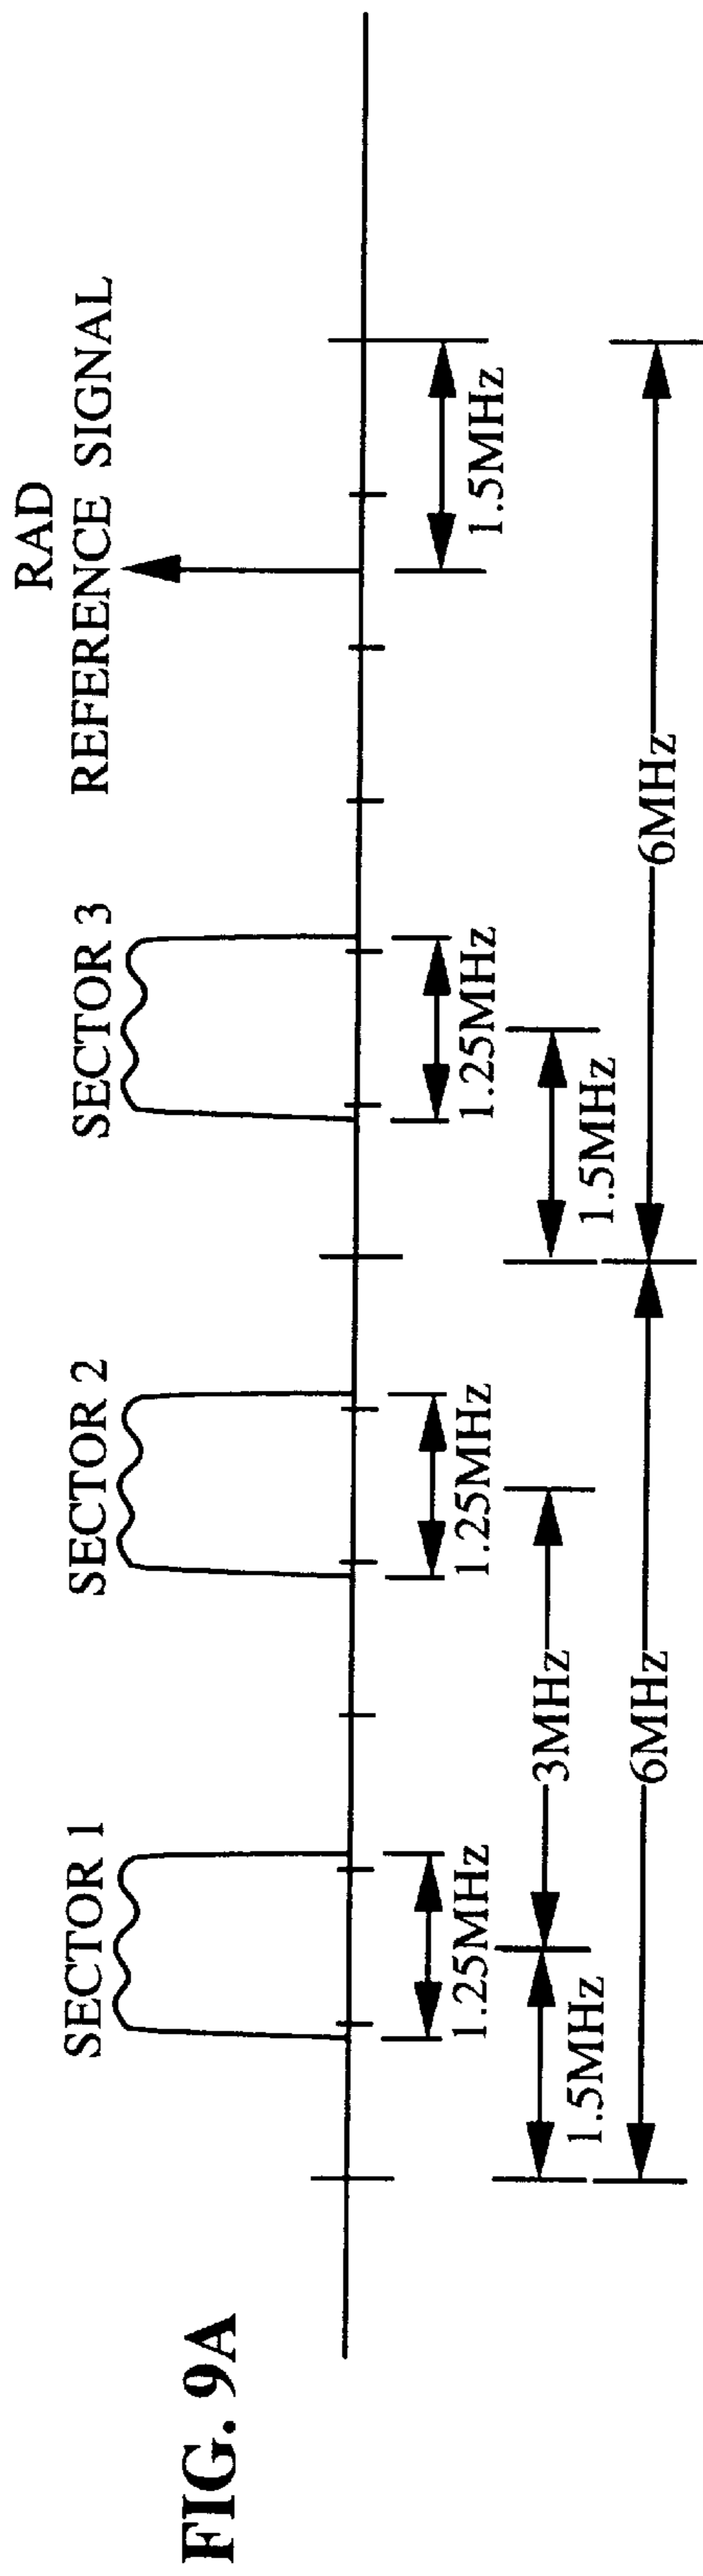 RAD
REFERENCE SIGNAL
SECTOR 1
SECTOR 2
SECTOR 3
1.25MHz
1.25MHz
1.25MHz
1.5MHz
1.5MHz
3MHz
1.5MHz
6MHz
6MHz
FIG. 9A